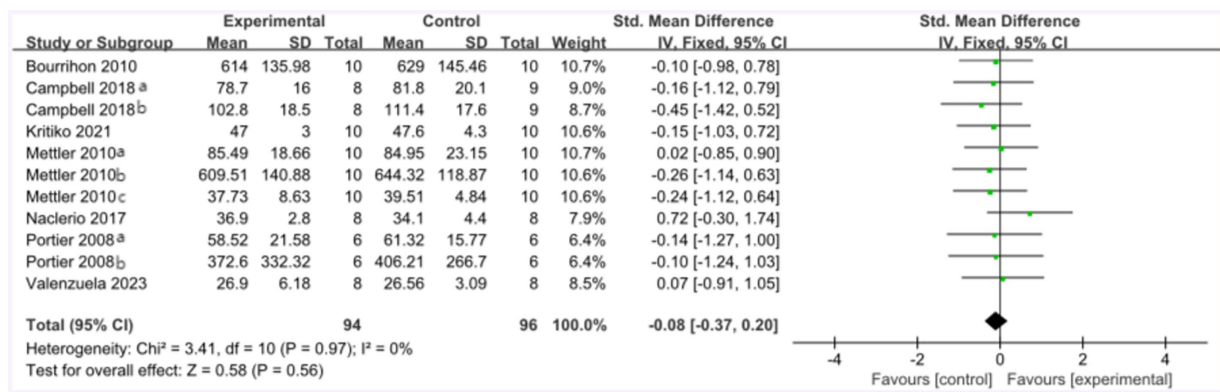 Experimental Control Std. Mean Difference Std. Mean Difference
Study or Subgroup Mean SD Total Mean SD Total Weight IV, Fixed, 95% CI IV, Fixed, 95% CI
Bourrihon 2010 614 135.98 10 629 145.46 10 10.7% -0.10 [-0.98, 0.78]
Campbell 2018 a 78.7 16 8 81.8 20.1 9 9.0% -0.16 [-1.12, 0.79]
Campbell 2018 b 102.8 18.5 8 111.4 17.6 9 8.7% -0.45 [-1.42, 0.52]
Kritiko 2021 47 3 10 47.6 4.3 10 10.6% -0.15 [-1.03, 0.72]
Mettler 2010a 85.49 18.66 10 84.95 23.15 10 10.7% 0.02 [-0.85, 0.90]
Mettler 2010b 609.51 140.88 10 644.32 118.87 10 10.6% -0.26 [-1.14, 0.63]
Mettler 2010c 37.73 8.63 10 39.51 4.84 10 10.6% -0.24 [-1.12, 0.64]
Naclerio 2017 36.9 2.8 8 34.1 4.4 8 7.9% 0.72 [-0.30, 1.74]
Portier 2008a 58.52 21.58 6 61.32 15.77 6 6.4% -0.14 [-1.27, 1.00]
Portier 2008b 372.6 332.32 6 406.21 266.7 6 6.4% -0.10 [-1.24, 1.03]
Valenzuela 2023 26.9 6.18 8 26.56 3.09 8 8.5% 0.07 [-0.91, 1.05]
Total (95% CI) 94 96 100.0% -0.08 [-0.37, 0.20]
Heterogeneity: Chi² = 3.41, df = 10 (P = 0.97); I² = 0%
Test for overall effect: Z = 0.58 (P = 0.56)
-4 -2 0 2 4
Favours [control] Favours [experimental]